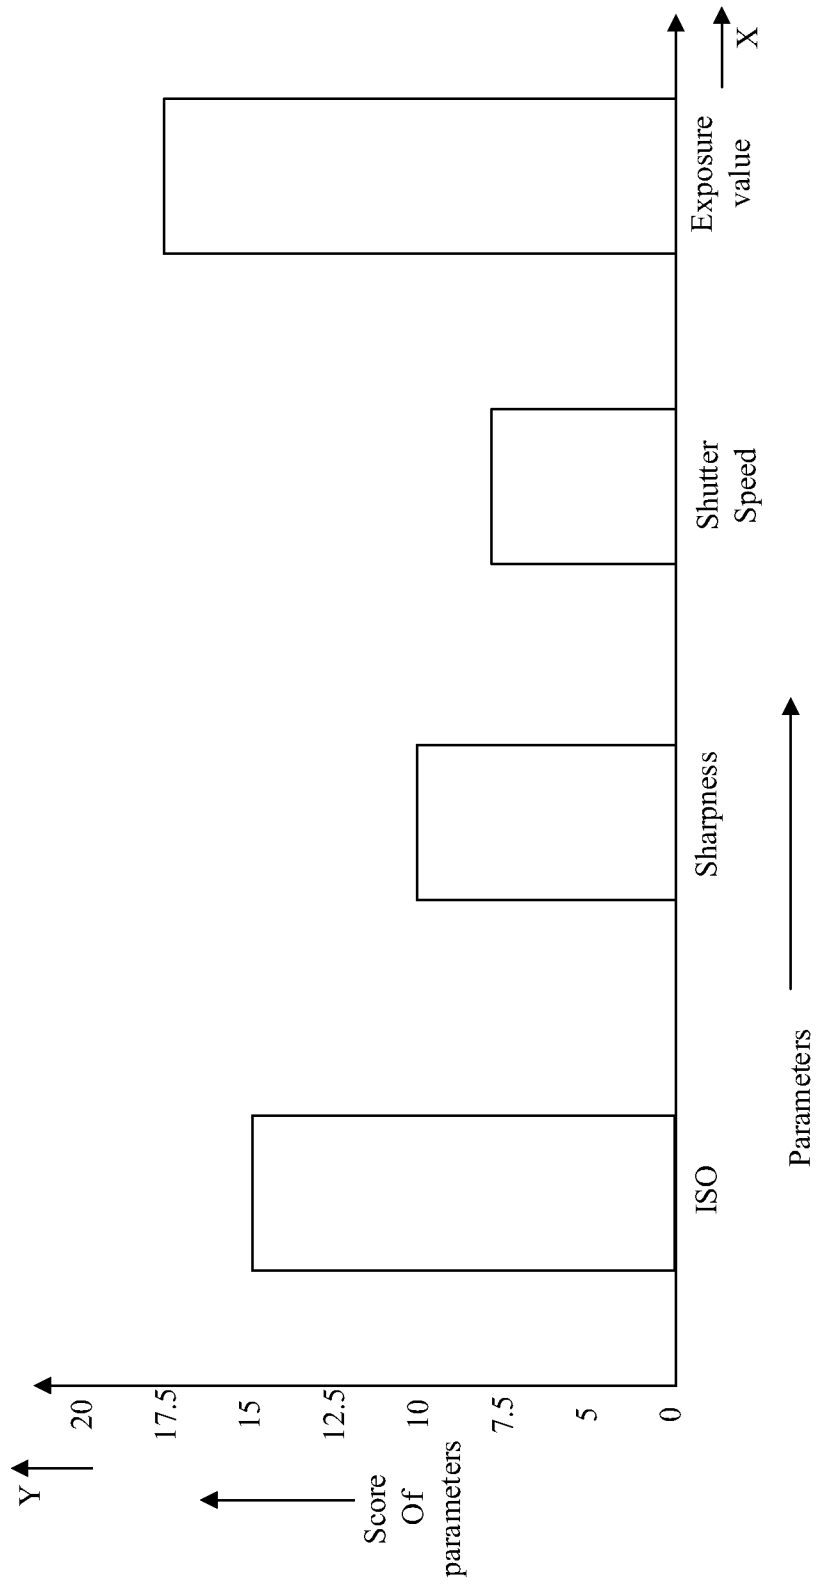 Y
20
17.5
15
12.5
10
7.5
5
0
Score
Of
parameters
ISO
Sharpness
Shutter
Speed
Exposure
value
X
Parameters